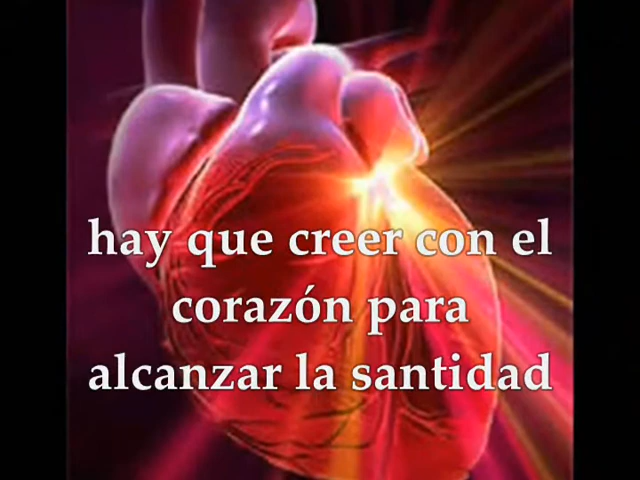 hay que creer con el
corazón para
alcanzar la santidad